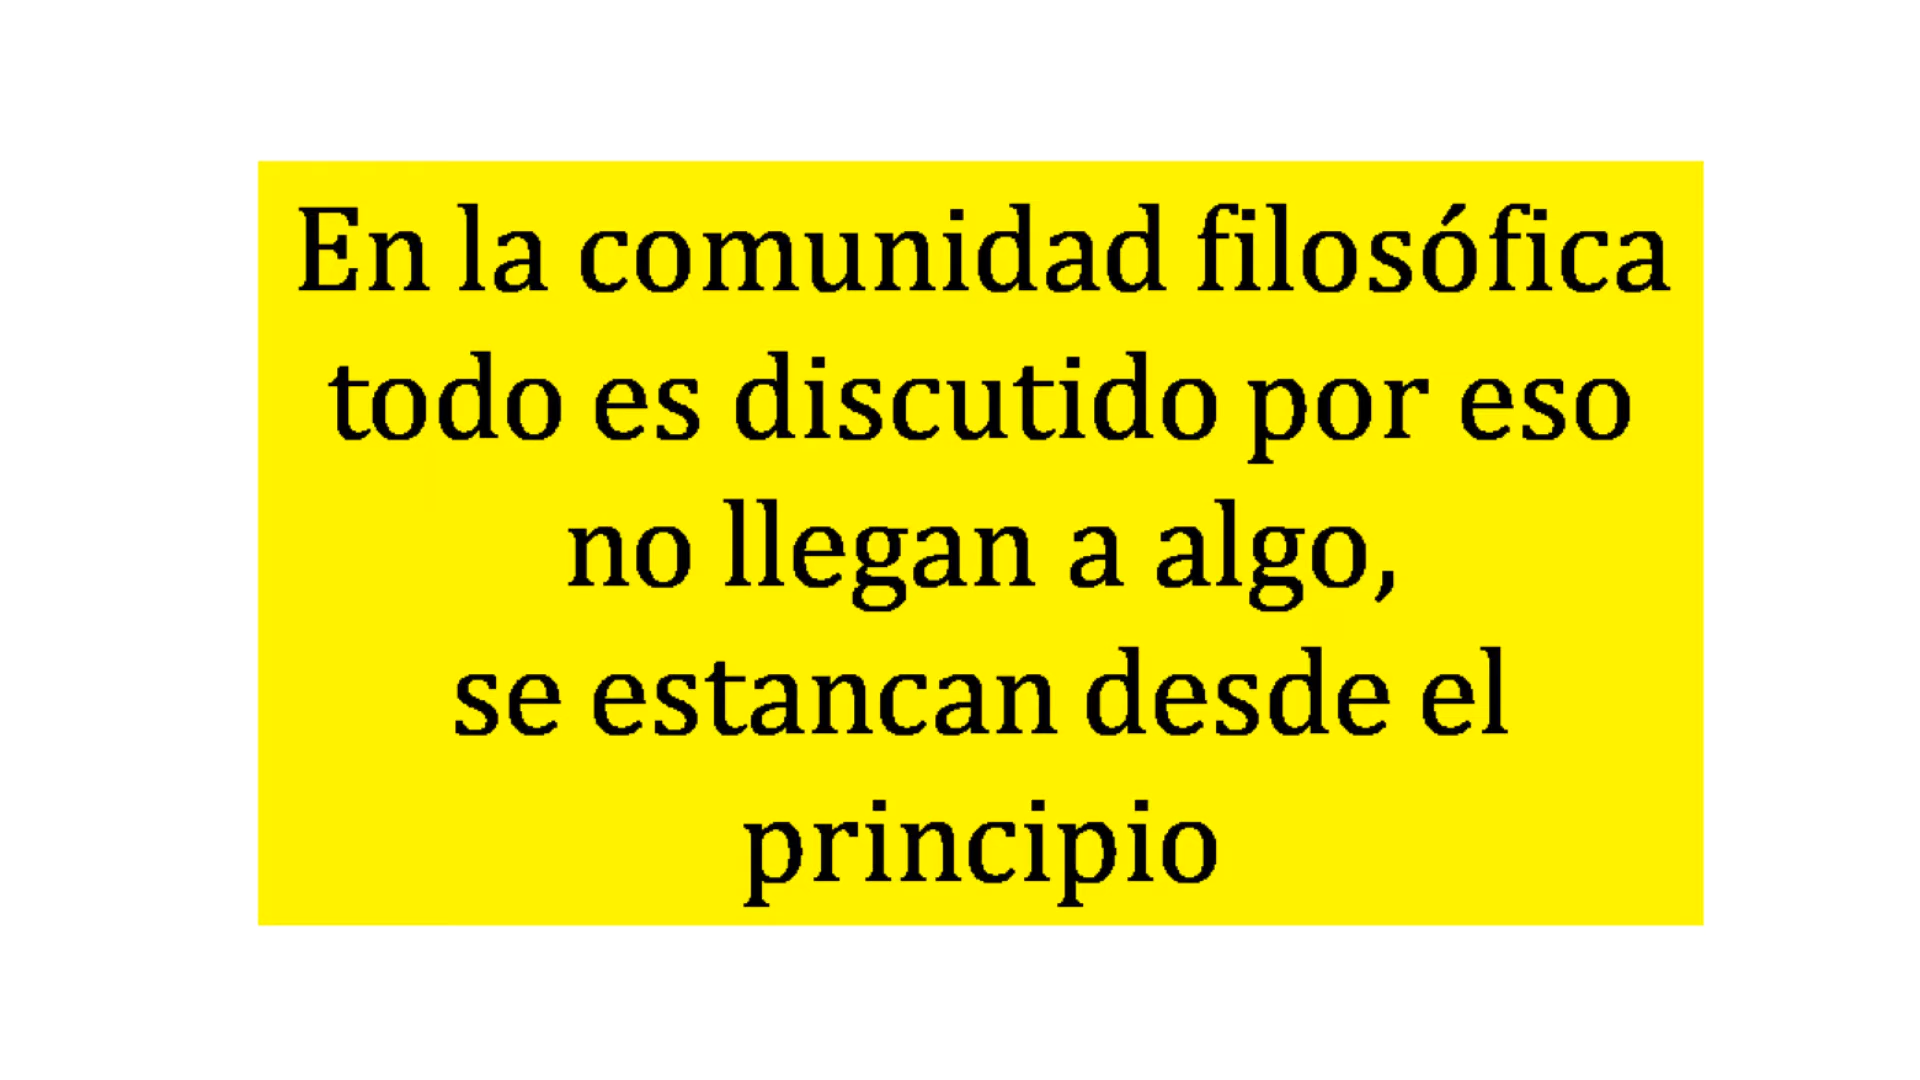 En la comunidad filosófica
todo es discutido por eso
no llegan a algo,
se estancan desde el
principio